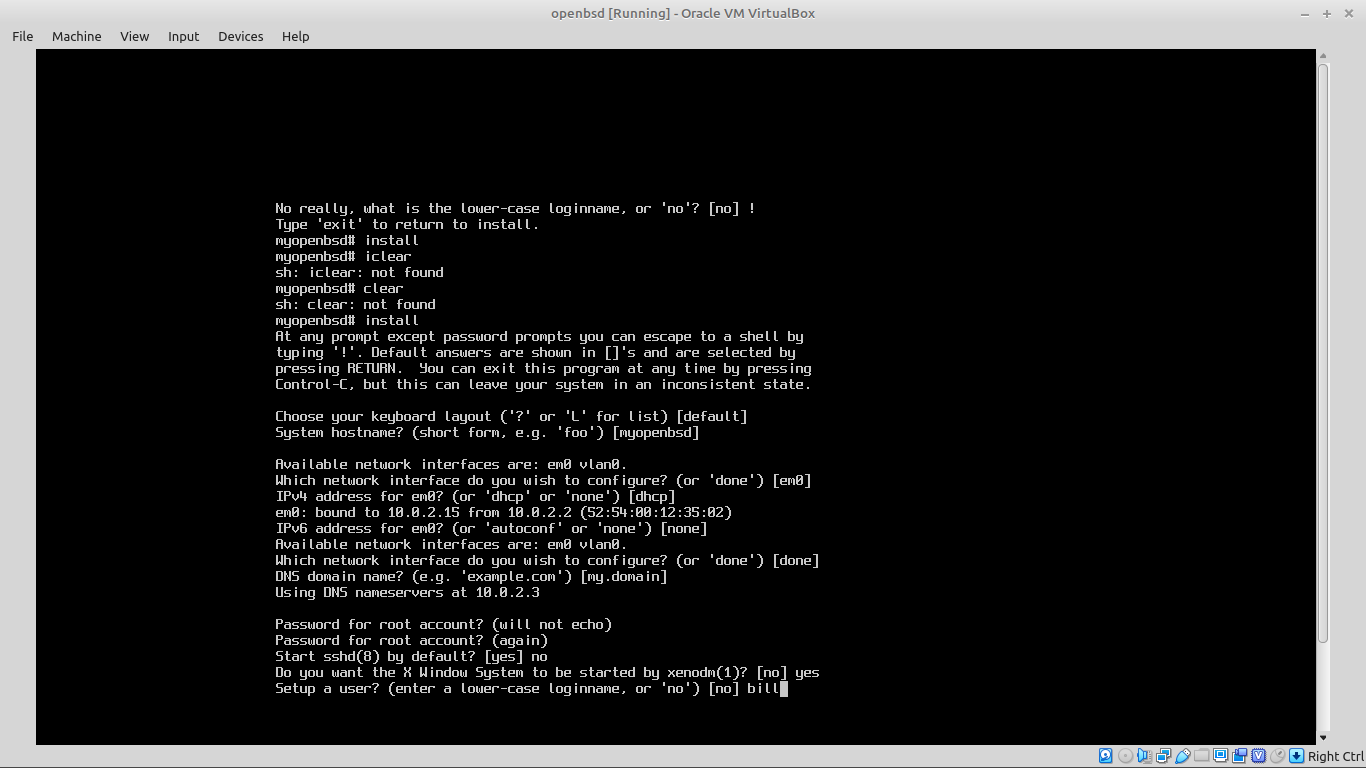 openbsd [Running] - Oracle VM VirtualBox
File Machine View Input Devices Help
No really, what is the lower-case loginname, or 'no'? [no] !
Type 'exit' to return to install.
myopenbsd# install
myopenbsd# iclear
sh: iclear: not found
myopenbsd# clear
sh: clear: not found
myopenbsd# install
At any prompt except password prompts you can escape to a shell by
typing '!'. Default answers are shown in []'s and are selected by
pressing RETURN.  You can exit this program at any time by pressing
Control-C, but this can leave your system in an inconsistent state.

Choose your keyboard layout ('?' or 'L' for list) [default]
System hostname? (short form, e.g. 'foo') [myopenbsd]

Available network interfaces are: em0 vlan0.
Which network interface do you wish to configure? (or 'done') [em0]
IPv4 address for em0? (or 'dhcp' or 'none') [dhcp]
em0: bound to 10.0.2.15 from 10.0.2.2 (52:54:00:12:35:02)
IPv6 address for em0? (or 'autoconf' or 'none') [none]
Available network interfaces are: em0 vlan0.
Which network interface do you wish to configure? (or 'done') [done]
DNS domain name? (e.g. 'example.com') [my.domain]
Using DNS nameservers at 10.0.2.3

Password for root account? (will not echo)
Password for root account? (again)
Start sshd(8) by default? [yes] no
Do you want the X Window System to be started by xenodm(1)? [no] yes
Setup a user? (enter a lower-case loginname, or 'no') [no] bill
Right Ctrl